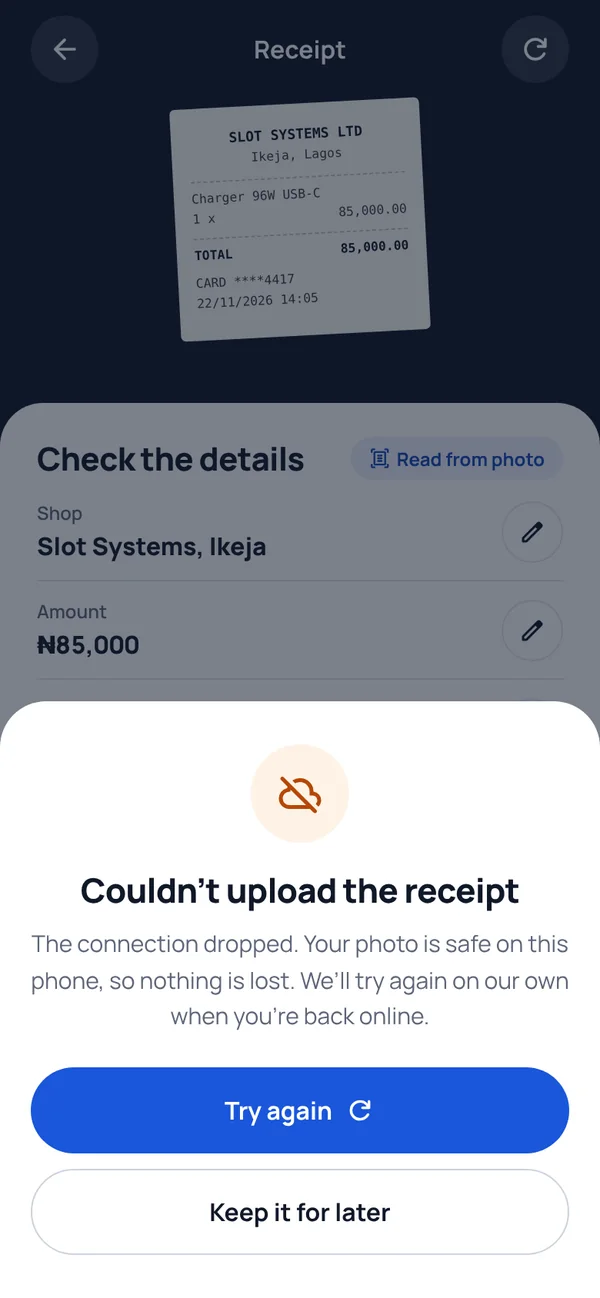 Receipt
SLOT SYSTEMS LTD
Ikeja, Lagos
Charger 96W USB-C
1 x 85,000.00
TOTAL 85,000.00
CARD ****4417
22/11/2026 14:05
Check the details
Read from photo
Shop
Slot Systems, Ikeja
Amount
₦85,000
Couldn’t upload the receipt
The connection dropped. Your photo is safe on this
phone, so nothing is lost. We’ll try again on our own
when you’re back online.
Try again
Keep it for later